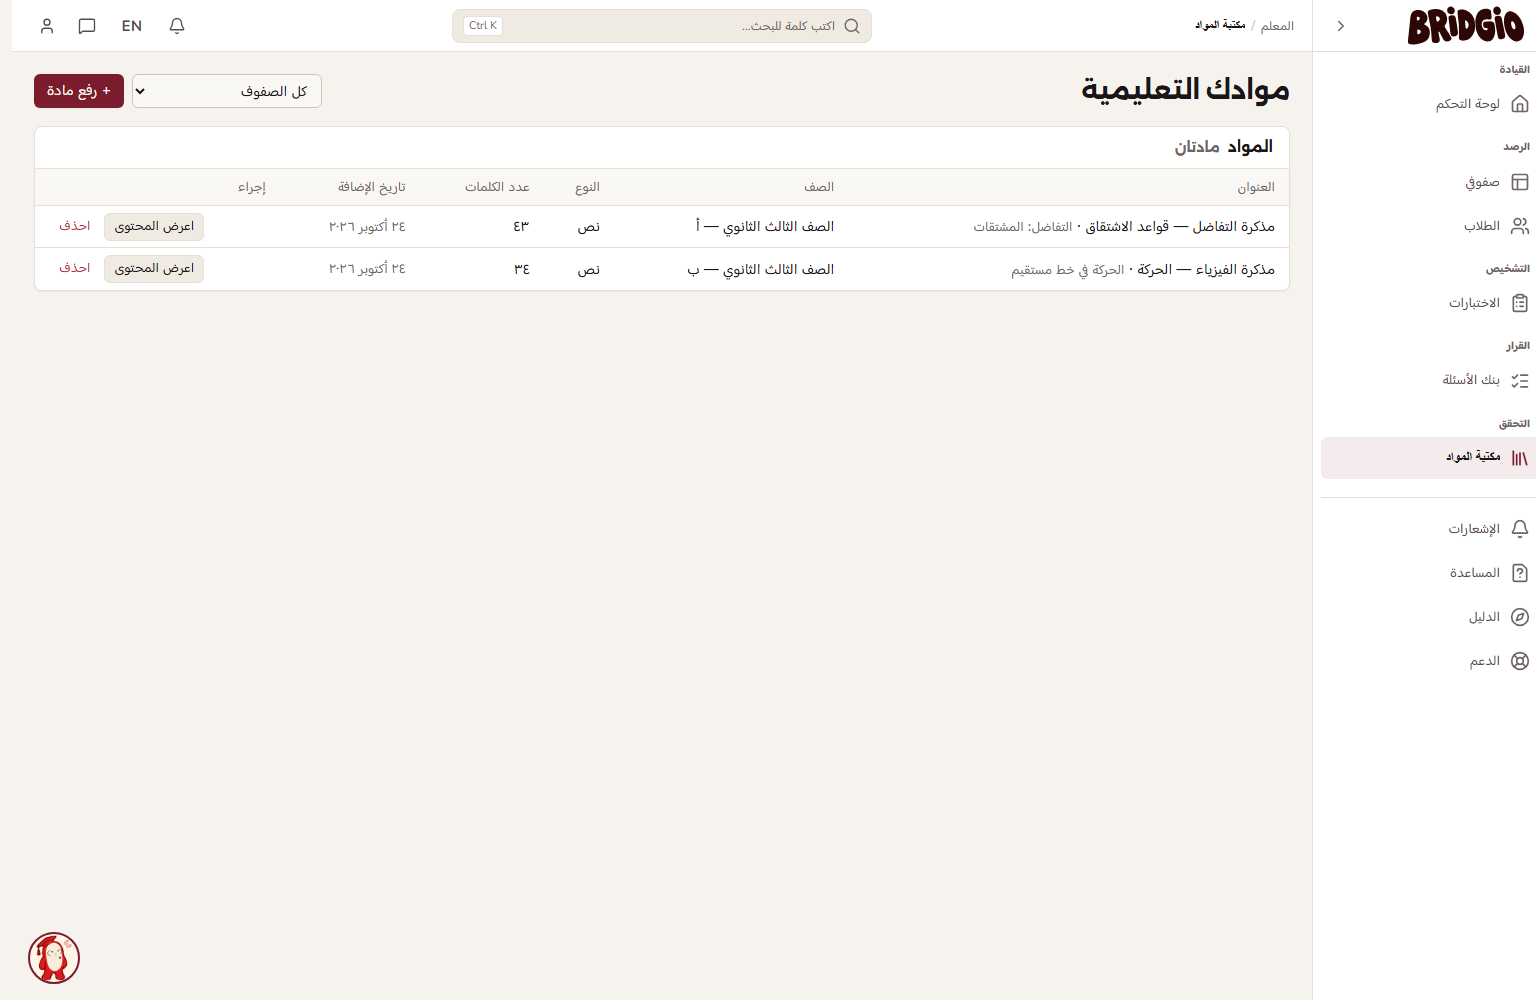 BRiDGiO
المعلم / مكتبة المواد
اكتب كلمة للبحث... Ctrl K
EN
القيادة
لوحة التحكم
الرصد
صفوفي
الطلاب
التشخيص
الاختبارات
القرار
بنك الأسئلة
التحقق
مكتبة المواد
الإشعارات
المساعدة
الدليل
الدعم
موادك التعليمية
كل الصفوف
+ رفع مادة
المواد مادتان
العنوان الصف النوع عدد الكلمات تاريخ الإضافة إجراء
مذكرة التفاضل — قواعد الاشتقاق · التفاضل: المشتقات الصف الثالث الثانوي — أ نص ٤٣ ٢٤ أكتوبر ٢٠٢٦ اعرض المحتوى احذف
مذكرة الفيزياء — الحركة · الحركة في خط مستقيم الصف الثالث الثانوي — ب نص ٣٤ ٢٤ أكتوبر ٢٠٢٦ اعرض المحتوى احذف